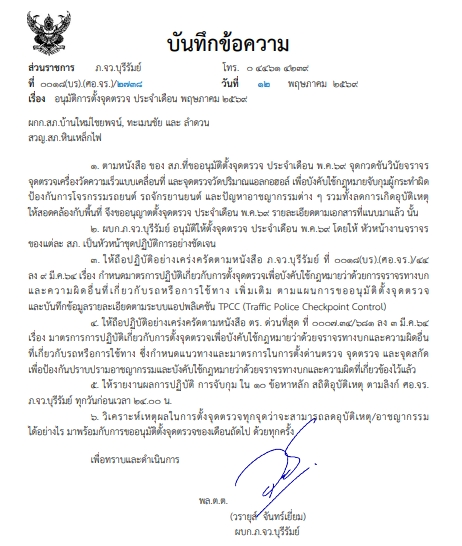 บันทึกข้อความ
ส่วนราชการ ภ.จว.บุรีรัมย์ โทร. ๐ ๔๔๖๑ ๔๒๓๙
ที่ ๐๐๑๘(บร).(ศอ.จร.)/๒๗๓๘ วันที่ ๑๒ พฤษภาคม ๒๕๖๙
เรื่อง อนุมัติการตั้งจุดตรวจ ประจำเดือน พฤษภาคม ๒๕๖๙
ผกก.สภ.บ้านใหม่ไชยพจน์, ทะเมนชัย และ ลำดวน
สวญ.สภ.หินเหล็กไฟ
๑. ตามหนังสือ ของ สภ.ที่ขออนุมัติตั้งจุดตรวจ ประจำเดือน พ.ค.๖๙ จุดกวดขันวินัยจราจร
จุดตรวจเครื่องวัดความเร็วแบบเคลื่อนที่ และจุดตรวจวัดปริมาณแอลกอฮอล์ เพื่อบังคับใช้กฎหมายจับกุมผู้กระทำผิด
ป้องกันการโจรกรรมรถยนต์ รถจักรยานยนต์ และปัญหาอาชญากรรมต่าง ๆ รวมทั้งลดการเกิดอุบัติเหตุ
ให้สอดคล้องกับพื้นที่ จึงขออนุญาตตั้งจุดตรวจ ประจำเดือน พ.ค.๖๙ รายละเอียดตามเอกสารที่แนบมาแล้ว นั้น
๒. ผบก.ภ.จว.บุรีรัมย์ อนุมัติให้ตั้งจุดตรวจ ประจำเดือน พ.ค.๖๙ โดยให้ หัวหน้างานจราจร
ของแต่ละ สภ. เป็นหัวหน้าชุดปฏิบัติการอย่างชัดเจน
๓. ให้ถือปฏิบัติอย่างเคร่งครัดตามหนังสือ ภ.จว.บุรีรัมย์ ที่ ๐๐๑๘(บร).(ศอ.จร.)/๔๔
ลง ๙ มี.ค.๖๔ เรื่อง กำหนดมาตรการปฏิบัติเกี่ยวกับการตั้งจุดตรวจเพื่อบังคับใช้กฎหมายว่าด้วยการจราจรทางบก
และความผิดอื่นที่เกี่ยวกับรถหรือการใช้ทาง เพิ่มเติม ตามแผนการขออนุมัติตั้งจุดตรวจ
และบันทึกข้อมูลรายละเอียดตามระบบแอปพลิเคชัน TPCC (Traffic Police Checkpoint Control)
๔. ให้ถือปฏิบัติอย่างเคร่งครัดตามหนังสือ ตร. ด่วนที่สุด ที่ ๐๐๐๗.๓๔/๖๘๑ ลง ๓ มี.ค.๖๔
เรื่อง มาตรการการปฏิบัติเกี่ยวกับการตั้งจุดตรวจเพื่อบังคับใช้กฎหมายว่าด้วยจราจรทางบกและความผิดอื่น
ที่เกี่ยวกับรถหรือการใช้ทาง ซึ่งกำหนดแนวทางและมาตรการในการตั้งด่านตรวจ จุดตรวจ และจุดสกัด
เพื่อป้องกันปราบปรามอาชญากรรมและบังคับใช้กฎหมายว่าด้วยจราจรทางบกและความผิดที่เกี่ยวข้องไว้แล้ว
๕. ให้รายงานผลการปฏิบัติ การจับกุม ใน ๑๐ ข้อหาหลัก สถิติอุบัติเหตุ ตามลิงก์ ศอ.จร.
ภ.จว.บุรีรัมย์ ทุกวันก่อนเวลา ๒๔.๐๐ น.
๖. วิเคราะห์เหตุผลในการตั้งจุดตรวจทุกจุดว่าจะสามารถลดอุบัติเหตุ/อาชญากรรม
ได้อย่างไร มาพร้อมกับการขออนุมัติตั้งจุดตรวจของเดือนถัดไป ด้วยทุกครั้ง
เพื่อทราบและดำเนินการ
พล.ต.ต.
(วรายุส์ จันทร์เยี่ยม)
ผบก.ภ.จว.บุรีรัมย์